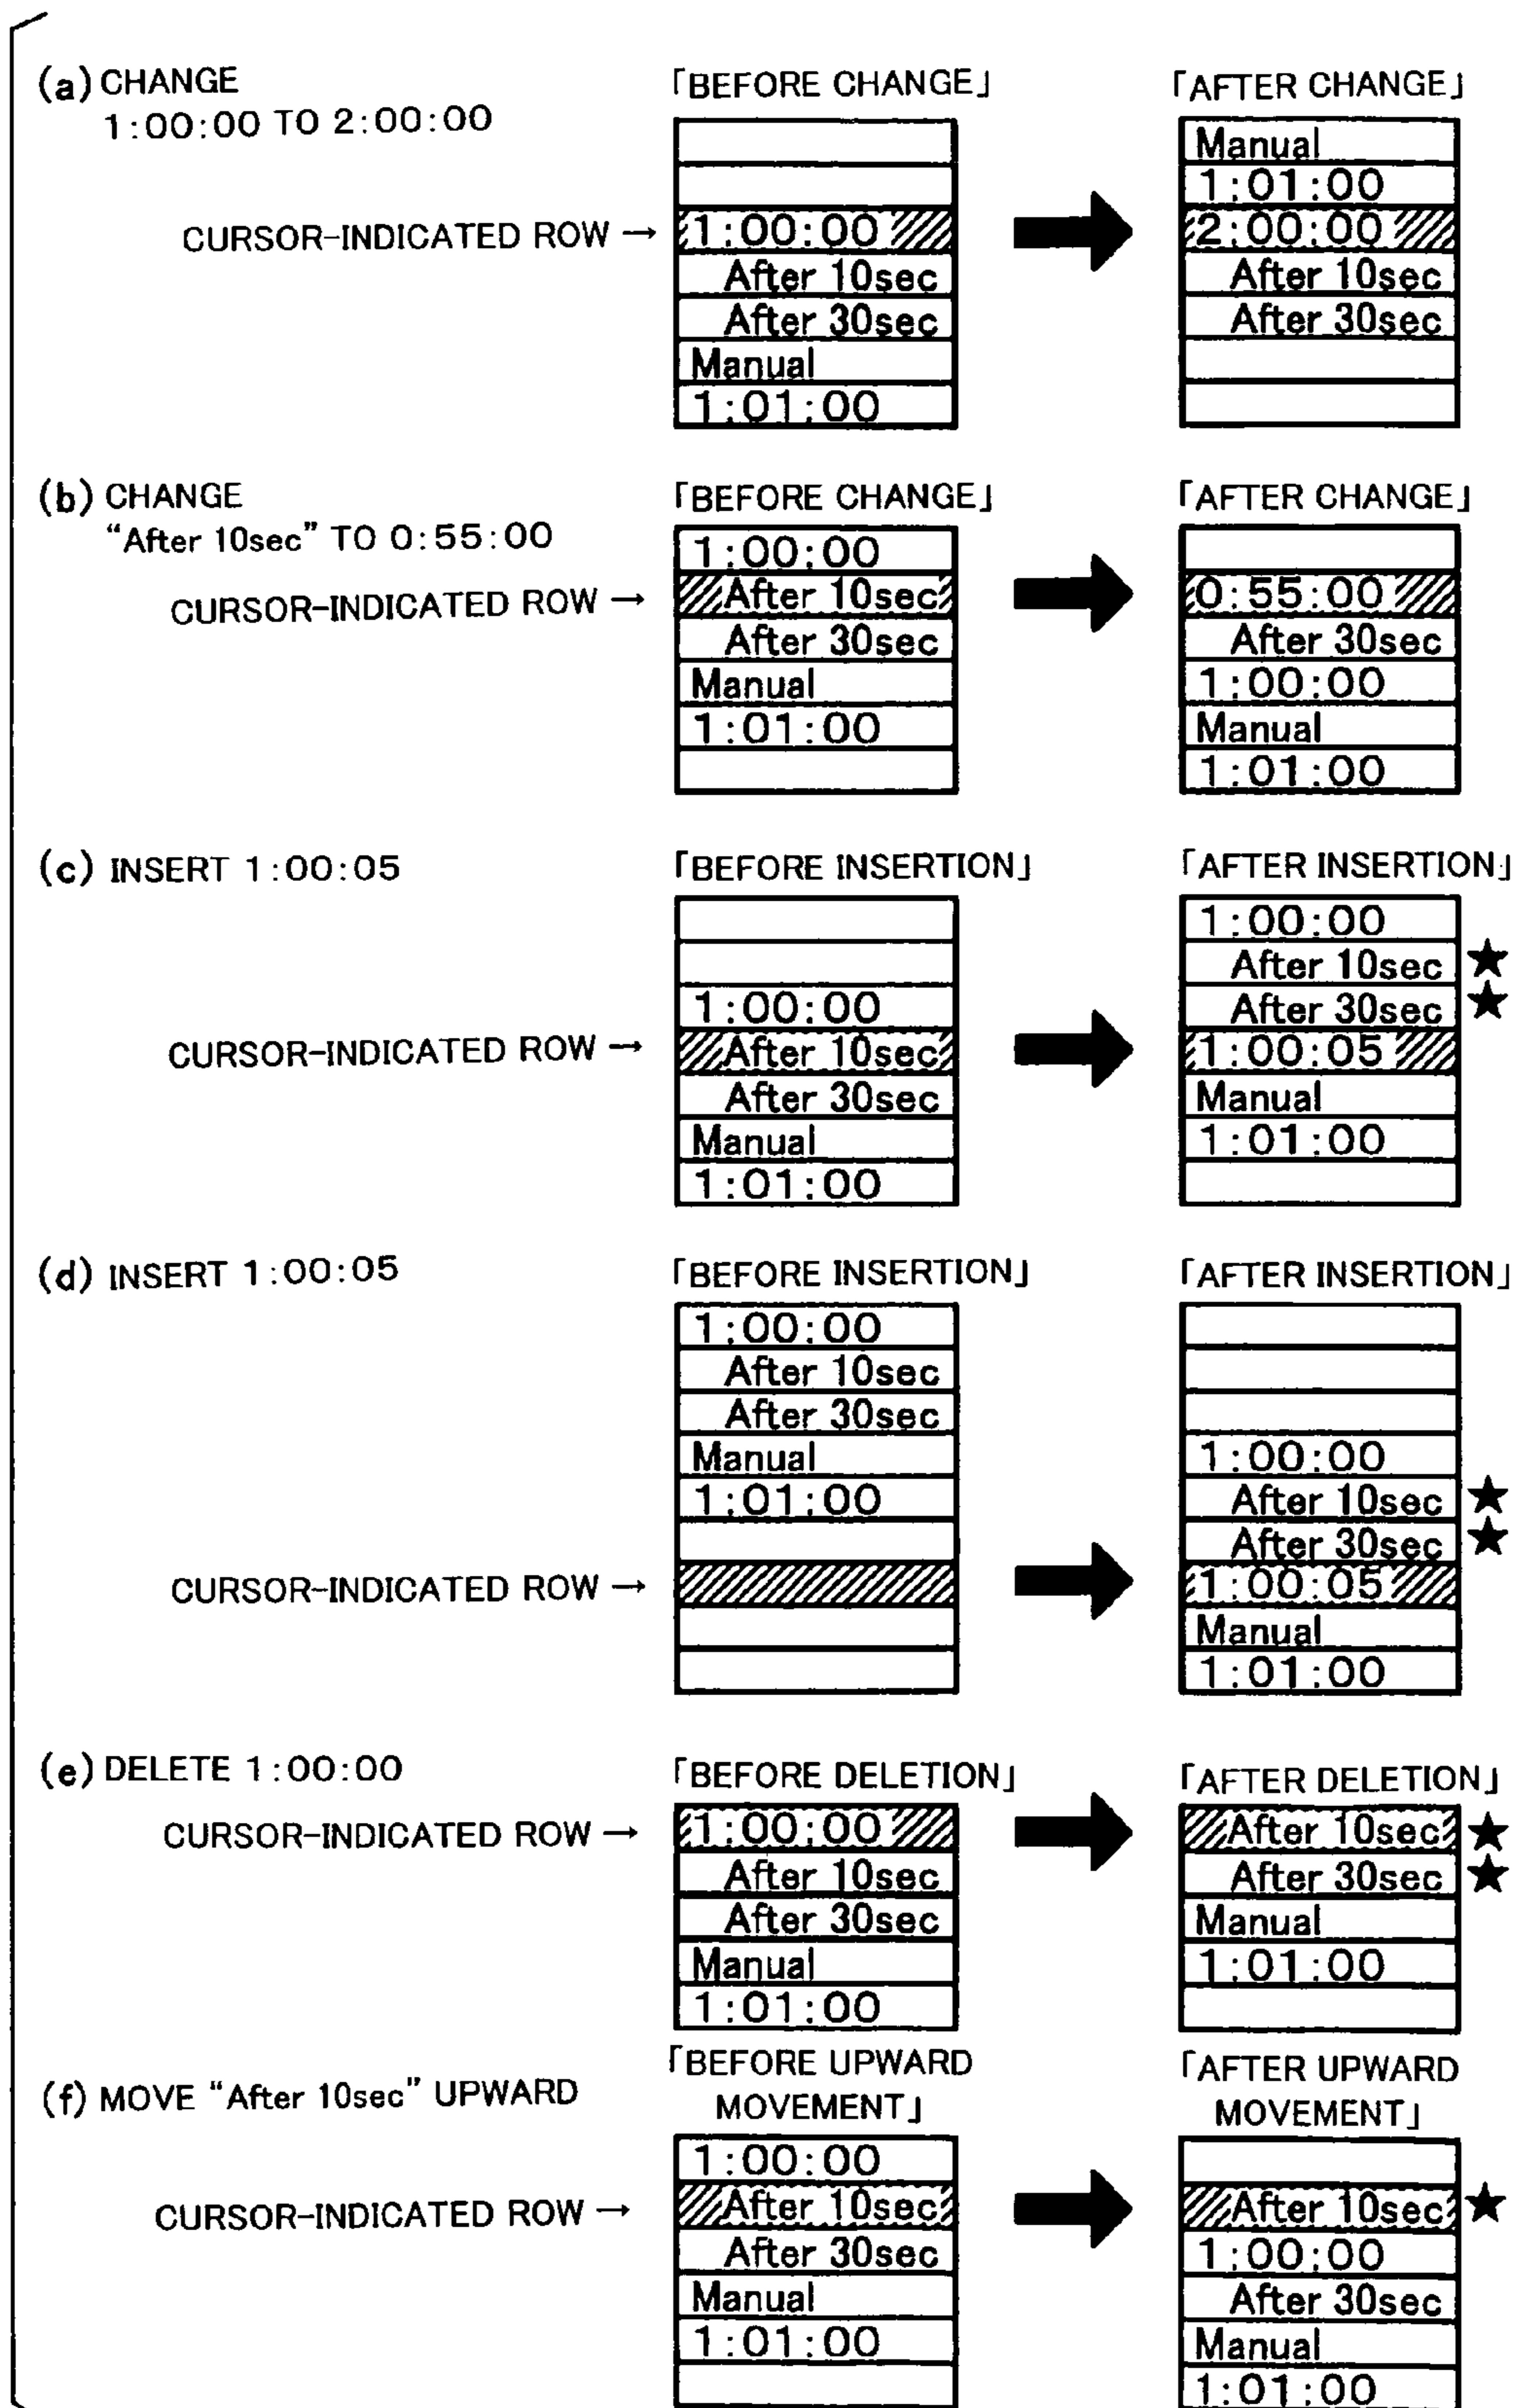 (a) CHANGE
1:00:00 TO 2:00:00
「BEFORE CHANGE」
「AFTER CHANGE」
CURSOR-INDICATED ROW →
1:00:00
After 10sec
After 30sec
Manual
1:01:00
Manual
1:01:00
2:00:00
After 10sec
After 30sec
(b) CHANGE
“After 10sec” TO 0:55:00
「BEFORE CHANGE」
「AFTER CHANGE」
CURSOR-INDICATED ROW →
1:00:00
After 10sec
After 30sec
Manual
1:01:00
0:55:00
After 30sec
1:00:00
Manual
1:01:00
(c) INSERT 1:00:05
「BEFORE INSERTION」
「AFTER INSERTION」
CURSOR-INDICATED ROW →
1:00:00
After 10sec
After 30sec
Manual
1:01:00
1:00:00
After 10sec ★
After 30sec ★
1:00:05
Manual
1:01:00
(d) INSERT 1:00:05
「BEFORE INSERTION」
「AFTER INSERTION」
CURSOR-INDICATED ROW →
1:00:00
After 10sec
After 30sec
Manual
1:01:00
1:00:00
After 10sec ★
After 30sec ★
1:00:05
Manual
1:01:00
(e) DELETE 1:00:00
「BEFORE DELETION」
「AFTER DELETION」
CURSOR-INDICATED ROW →
1:00:00
After 10sec
After 30sec
Manual
1:01:00
After 10sec ★
After 30sec ★
Manual
1:01:00
(f) MOVE “After 10sec” UPWARD
「BEFORE UPWARD
MOVEMENT」
「AFTER UPWARD
MOVEMENT」
CURSOR-INDICATED ROW →
1:00:00
After 10sec
After 30sec
Manual
1:01:00
After 10sec ★
1:00:00
After 30sec
Manual
1:01:00